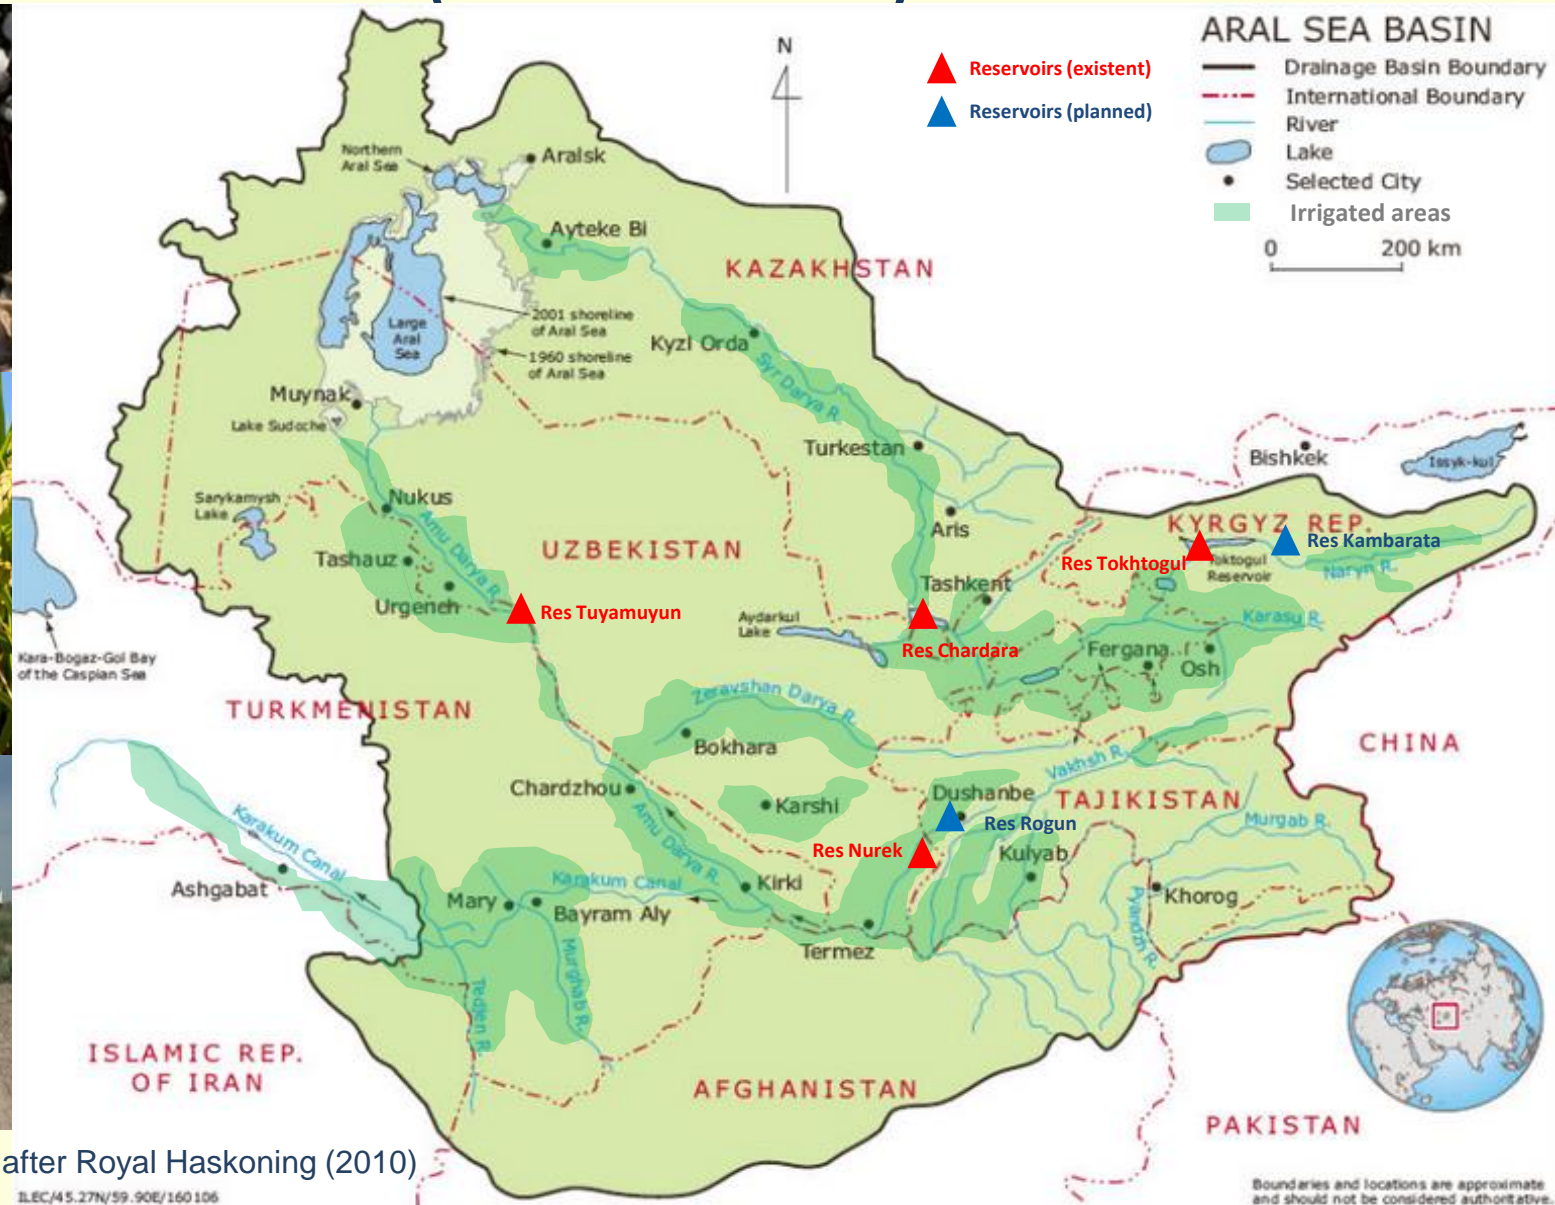 ARAL SEA BASIN
Drainage Basin Boundary
International Boundary
River
Lake
Selected City
Irrigated areas
0 200 km
Reservoirs (existent)
Reservoirs (planned)
N
Northern
Aral Sea
Aralsk
Ayteke Bi
KAZAKHSTAN
2001 shoreline
of Aral Sea
Large
Aral
Sea
Kyzl Orda
1960 shoreline
of Aral Sea
Syr Darya R.
Muynak
Lake Sudoche
Turkestan
Bishkek
Issyk-kul
Sarykamysh
Lake
Nukus
Amu Darya R.
Aris
KYRGYZ REP.
Res Kambarata
UZBEKISTAN
Tashauz
Res Tokhtogul
Toktogul
Reservoir
Naryn R.
Tashkent
Urgench
Res Tuyamuyun
Aydarkul
Lake
Karasu R.
Res Chardara
Fergana
Osh
Kara-Bogaz-Gol Bay
of the Caspian Sea
Zeravshan Darya R.
TURKMENISTAN
Bokhara
CHINA
Vakhsh R.
Chardzhou
Karshi
Dushanbe
TAJIKISTAN
Res Rogun
Murgab R.
Karakum Canal
Amu Darya R.
Res Nurek
Kulyab
Ashgabat
Karakum Canal
Kirki
Mary
Bayram Aly
Khorog
Pyandzh R.
Termez
Murghab R.
Tedjen R.
ISLAMIC REP.
OF IRAN
AFGHANISTAN
PAKISTAN
after Royal Haskoning (2010)
ILEC/45.27N/59.90E/160106
Boundaries and locations are approximate
and should not be considered authoritative.